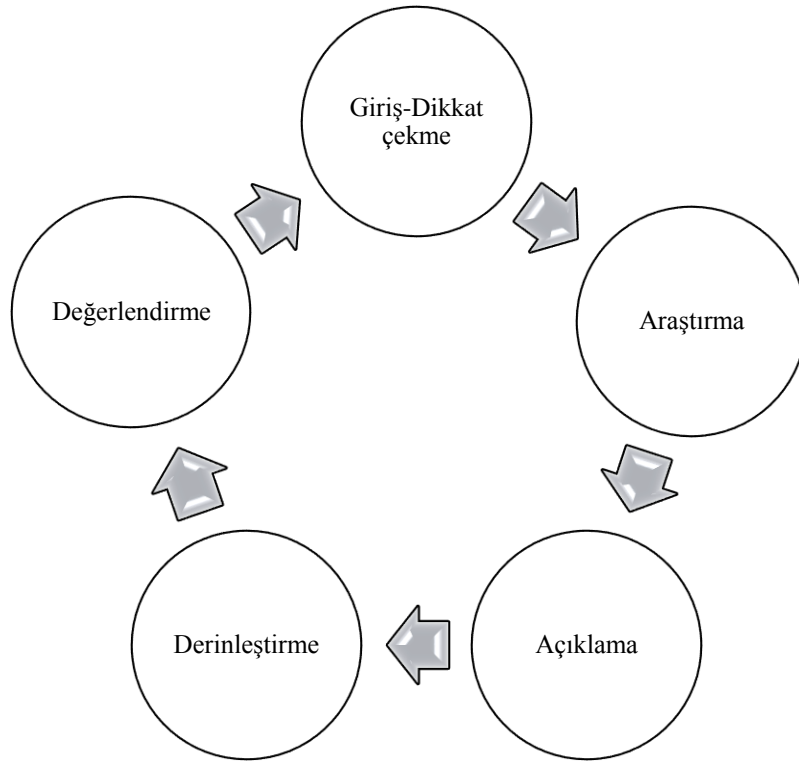 Giriş-Dikkat
çekme
Araştırma
Açıklama
Derinleştirme
Değerlendirme